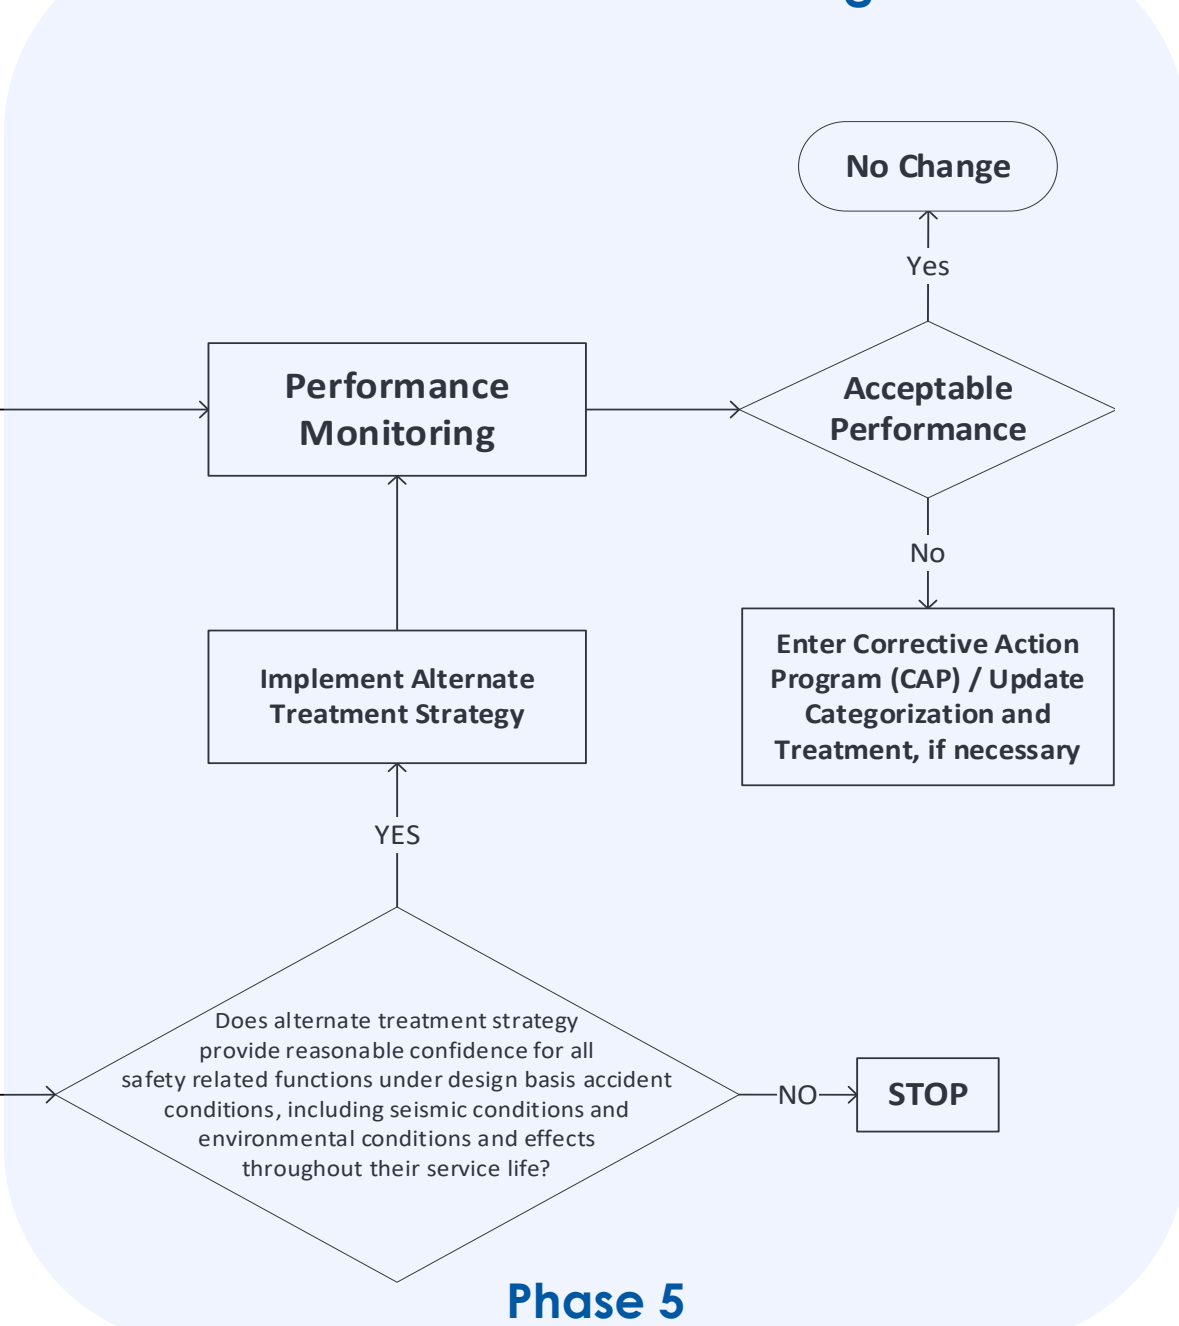 No Change
Yes
Performance
Monitoring
Acceptable
Performance
No
Implement Alternate
Treatment Strategy
Enter Corrective Action
Program (CAP) / Update
Categorization and
Treatment, if necessary
YES
Does alternate treatment strategy
provide reasonable confidence for all
safety related functions under design basis accident
conditions, including seismic conditions and
environmental conditions and effects
throughout their service life?
NO
STOP
Phase 5